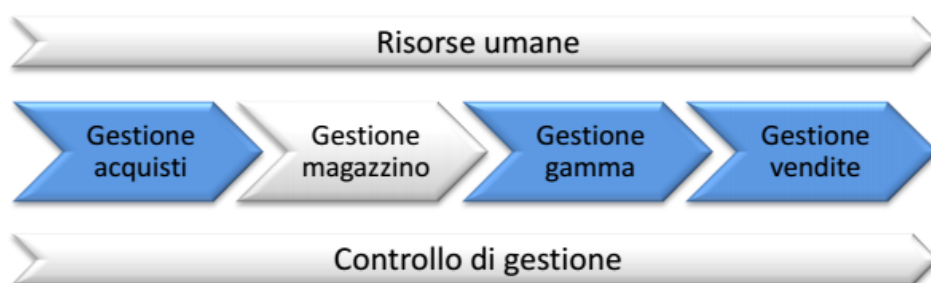 Risorse umane
Gestione
acquisti
Gestione
magazzino
Gestione
gamma
Gestione
vendite
Controllo di gestione